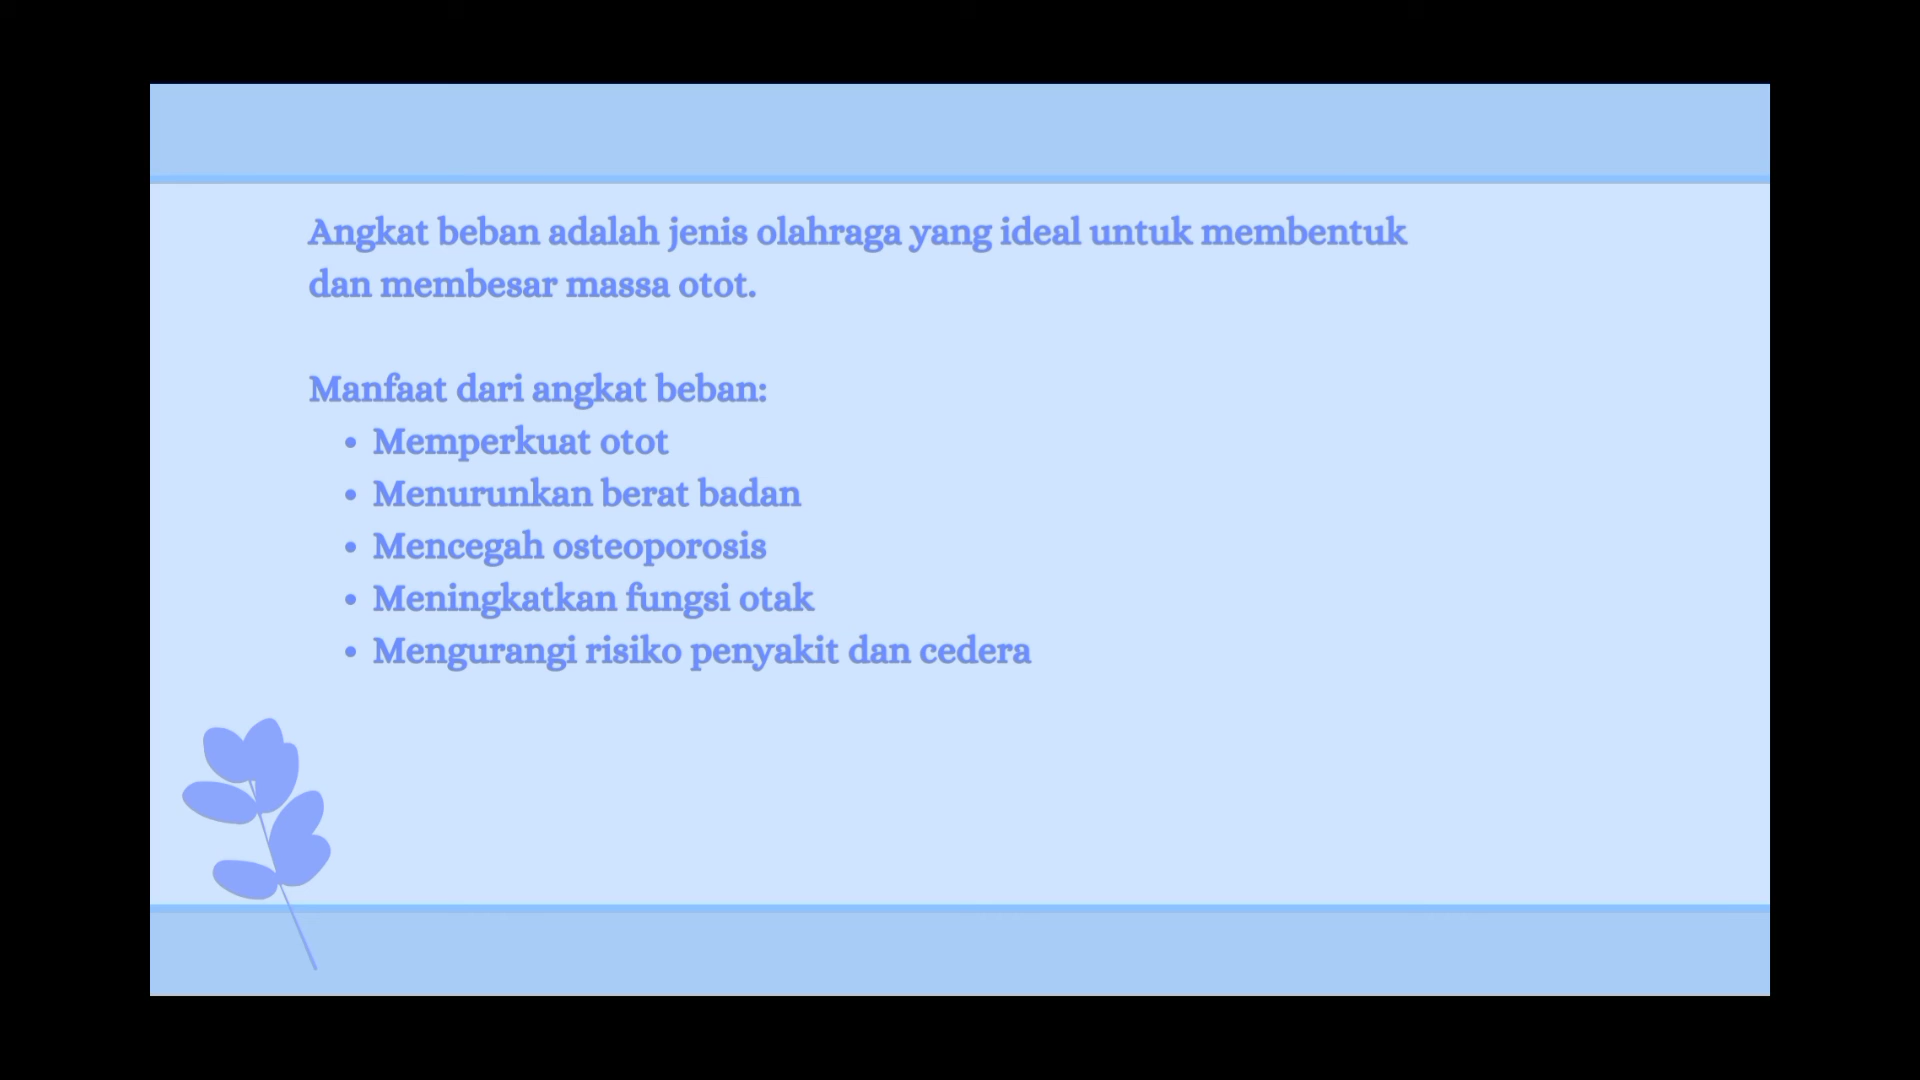 Angkat beban adalah jenis olahraga yang ideal untuk membentuk
dan membesar massa otot.
Manfaat dari angkat beban:
• Memperkuat otot
• Menurunkan berat badan
• Mencegah osteoporosis
• Meningkatkan fungsi otak
• Mengurangi risiko penyakit dan cedera